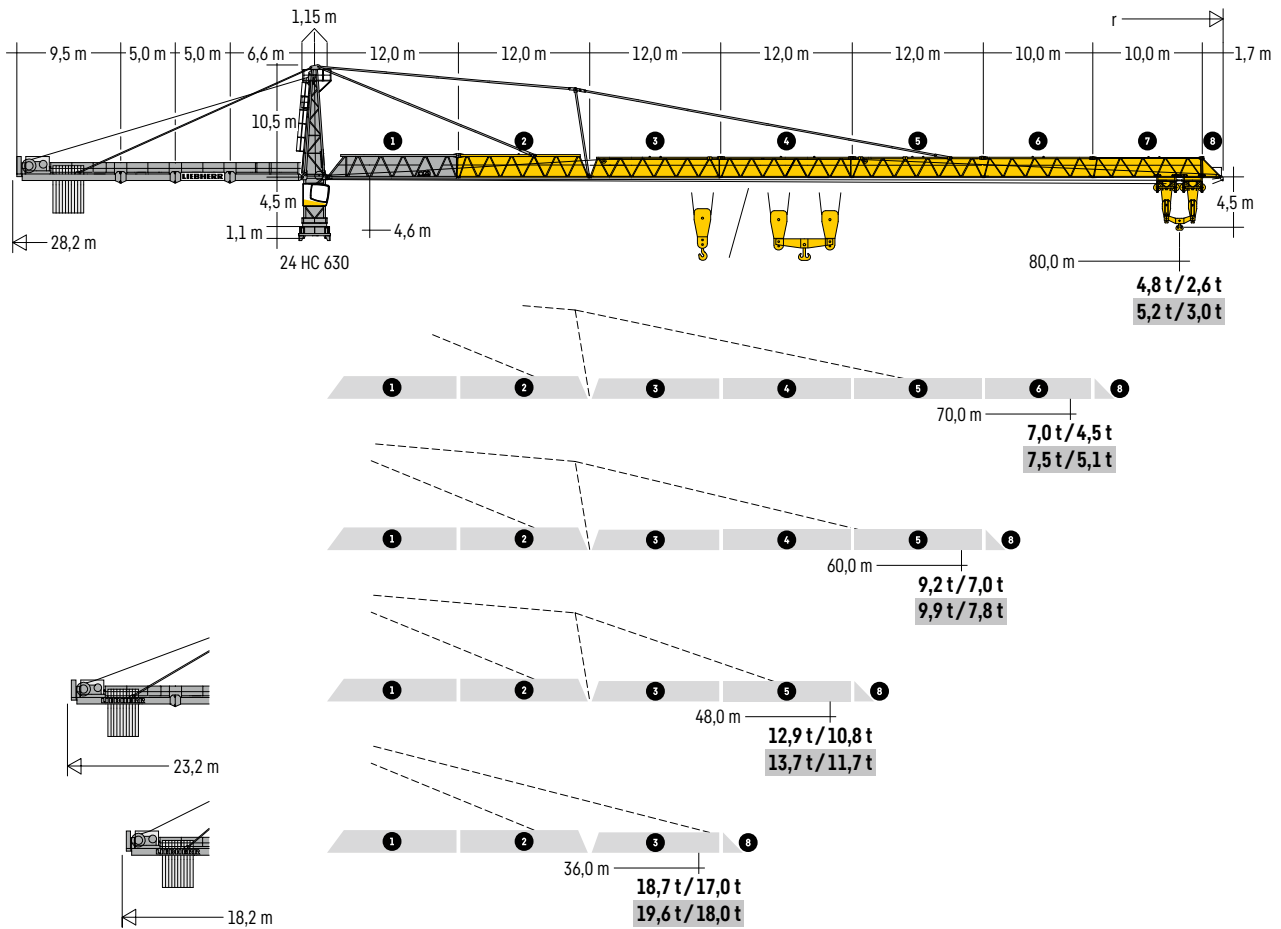 1,15 m
r
9,5 m 5,0 m 5,0 m 6,6 m 12,0 m 12,0 m 12,0 m 12,0 m 12,0 m 10,0 m 10,0 m 1,7 m
10,5 m
1 2 3 4 5 6 7 8
LIEBHERR
4,5 m
4,5 m
1,1 m
4,6 m
28,2 m
24 HC 630
80,0 m
4,8 t / 2,6 t
5,2 t / 3,0 t
1 2 3 4 5 6 8
70,0 m
7,0 t / 4,5 t
7,5 t / 5,1 t
1 2 3 4 5 8
60,0 m
9,2 t / 7,0 t
9,9 t / 7,8 t
1 2 3 5 8
48,0 m
12,9 t / 10,8 t
13,7 t / 11,7 t
23,2 m
1 2 3 8
36,0 m
18,7 t / 17,0 t
19,6 t / 18,0 t
18,2 m